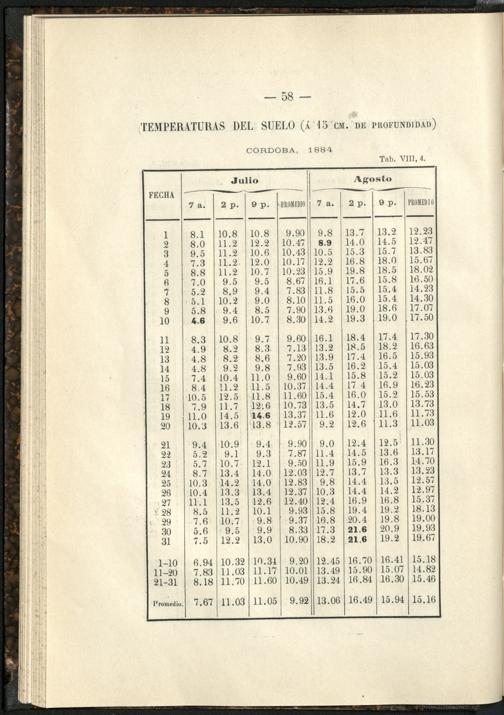 — 58 —
TEMPERATURAS DEL SUELO (Á 15 CM. DE PROFUNDIDAD)
CORDOBA, 1884
Tab. VIII, 4.
FECHA Julio Agosto
7 a. 2 p. 9 p. PROMEDIO 7 a. 2 p. 9 p. PROMEDIO
1 8.1 10.8 10.8 9.90 9.8 13.7 13.2 12.23
2 8.0 11.2 12.2 10.47 8.9 14.0 14.5 12.47
3 9.5 11.2 10.6 10.43 10.5 15.3 15.7 13.83
4 7.3 11.2 12.0 10.17 12.2 16.8 18.0 15.67
5 8.8 11.2 10.7 10.23 15.9 19.8 18.5 18.02
6 7.0 9.5 9.5 8.67 16.1 17.6 15.8 16.50
7 5.2 8.9 9.4 7.83 11.8 15.5 15.4 14.23
8 5.1 10.2 9.0 8.10 11.5 16.0 15.4 14.30
9 5.8 9.4 8.5 7.90 13.6 19.0 18.6 17.07
10 4.6 9.6 10.7 8.30 14.2 19.3 19.0 17.50
11 8.3 10.8 9.7 9.60 16.1 18.4 17.4 17.30
12 4.9 8.2 8.3 7.13 13.2 18.5 18.2 16.63
13 4.8 8.2 8.6 7.20 13.9 17.4 16.5 15.93
14 4.8 9.2 9.8 7.93 13.5 16.2 15.4 15.03
15 7.4 10.4 11.0 9.60 14.1 15.8 15.2 15.03
16 8.4 11.2 11.5 10.37 14.4 17 4 16.9 16.23
17 10.5 12.5 11.8 11.60 15.4 16.0 15.2 15.53
18 7.9 11.7 12.6 10.73 13.5 14.7 13.0 13.73
19 11.0 14.5 14.6 13.37 11.6 12.0 11.6 11.73
20 10.3 13.6 13.8 12.57 9.2 12.6 11.3 11.03
21 9.4 10.9 9.4 9.90 9.0 12.4 12.5 11.30
22 5.2 9.1 9.3 7.87 11.4 14.5 13.6 13.17
23 5.7 10.7 12.1 9.50 11.9 15.9 16.3 14.70
24 8.7 13.4 14.0 12.03 12.7 13.7 13.3 13.23
25 10.3 14.2 14.0 12.83 9.8 14.4 13.5 12.57
26 10.4 13.3 13.4 12.37 10.3 14.4 14.2 12.97
27 11.1 13.5 12.6 12.40 12.4 16.9 16.8 15.37
28 8.5 11.2 10.1 9.93 15.8 19.4 19.2 18.13
29 7.6 10.7 9.8 9.37 16.8 20.4 19.8 19.00
30 5.6 9.5 9.9 8.33 17.3 21.6 20.9 19.93
31 7.5 12.2 13.0 10.90 18.2 21.6 19.2 19.67
1-10 6.94 10.32 10.34 9.20 12.45 16.70 16.41 15.18
11-20 7.83 11.03 11.17 10.01 13.49 15.90 15.07 14.82
21-31 8.18 11.70 11.60 10.49 13.24 16.84 16.30 15.46
Promedio. 7.67 11.03 11.05 9.92 13.06 16.49 15.94 15.16